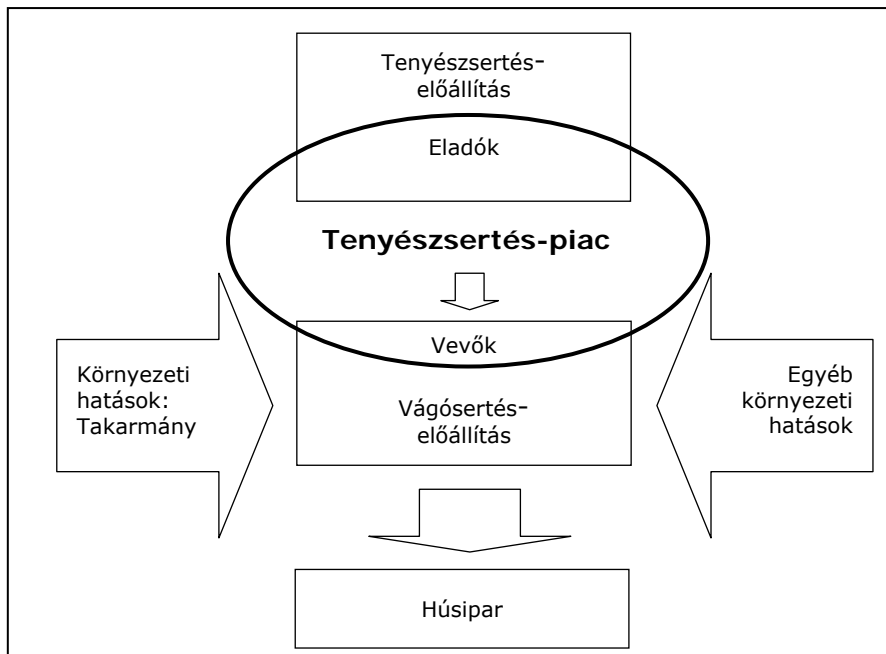 Tenyészsertés-
előállítás
Eladók
Tenyészsertés-piac
Vevők
Környezeti
hatások:
Takarmány
Vágósertés-
előállítás
Egyéb
környezeti
hatások
Húsipar